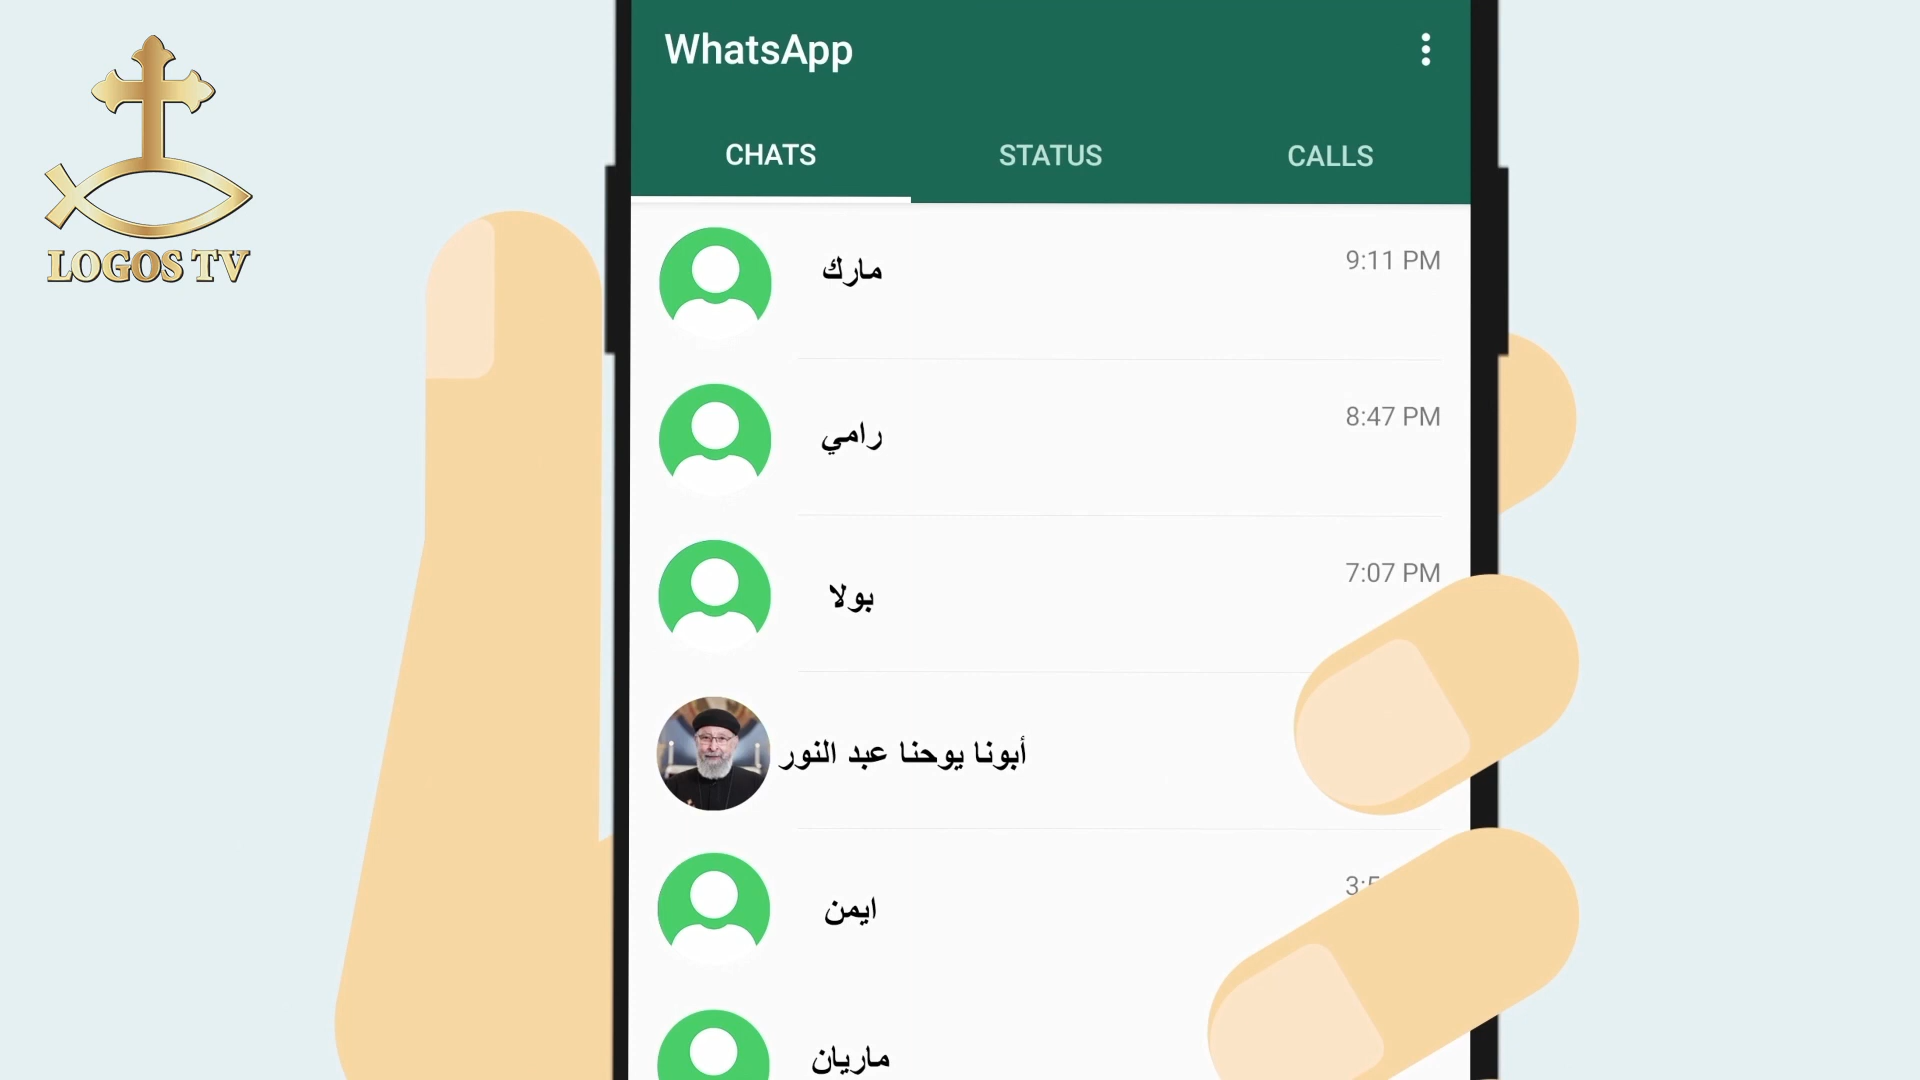 LOGOS TV
WhatsApp
CHATS STATUS CALLS
مارك 9:11 PM
رامي 8:47 PM
بولا 7:07 PM
أبونا يوحنا عبد النور
ايمن
ماريان